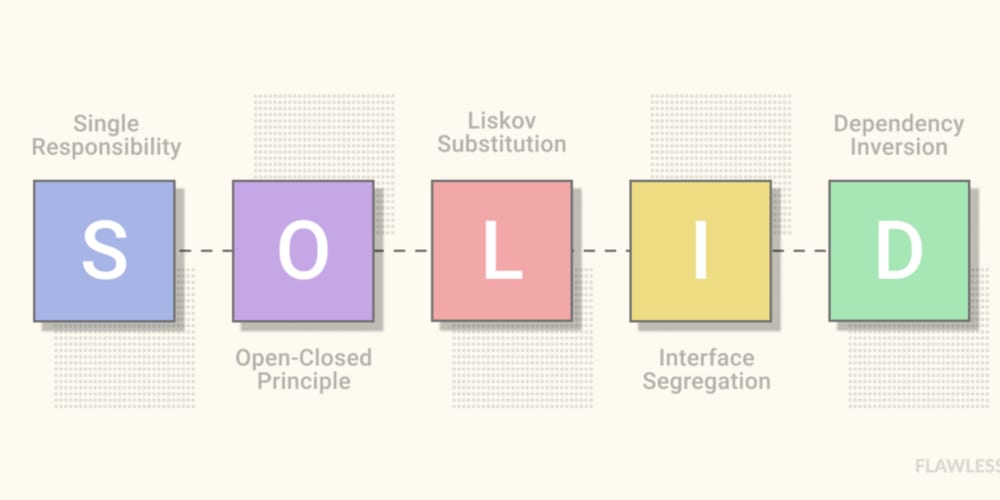 Single
Responsibility
S
Open-Closed
Principle
O
Liskov
Substitution
L
Interface
Segregation
I
Dependency
Inversion
D
FLAWLESS